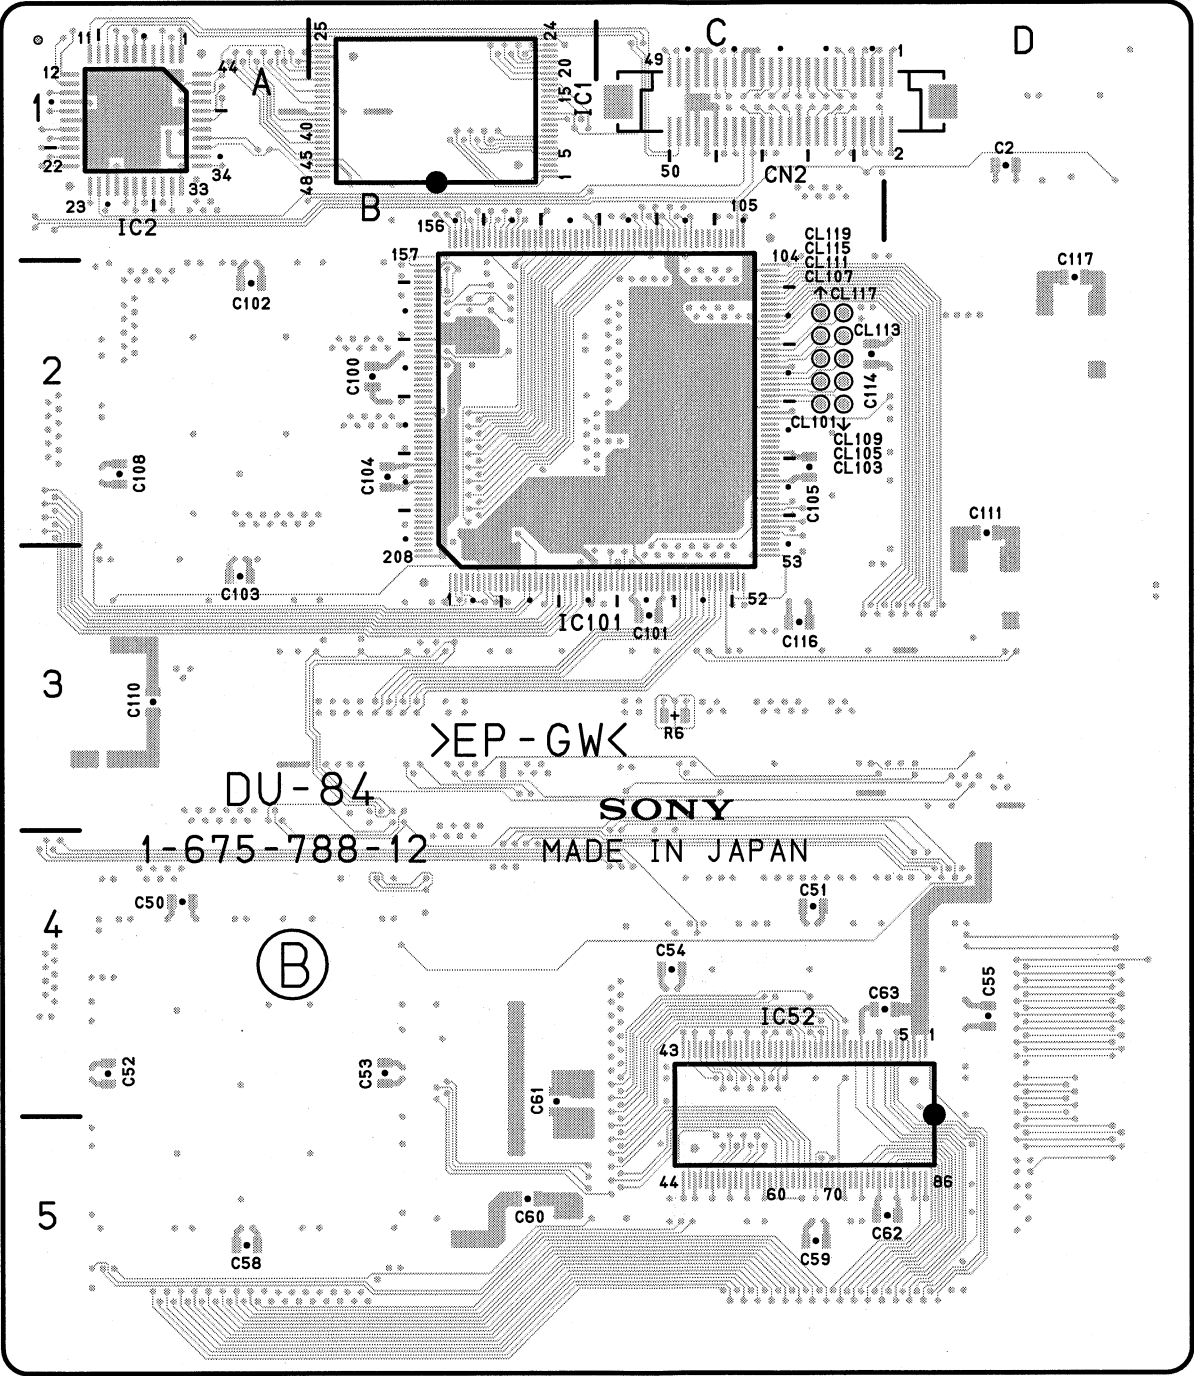 11 1
12
44
A
1
22
34
33
23
IC2
25 24
20
15
IC1
40
45
48
5
1
B
C
49
1
50
2
CN2
D
C2
156
105
157
104
CL119
CL115
CL111
CL107
CL117
CL113
C114
CL101
CL109
CL105
CL103
C117
C102
2
C100
C108
C104
C105
C111
208
53
C103
1
52
IC101
C101
C116
3
C110
R6
>EP-GW<
DU-84
SONY
1-675-788-12
MADE IN JAPAN
C50
C51
4
B
C54
C63
C55
IC52
43
5 1
C52
C53
C61
44
60
70
86
5
C60
C62
C58
C59